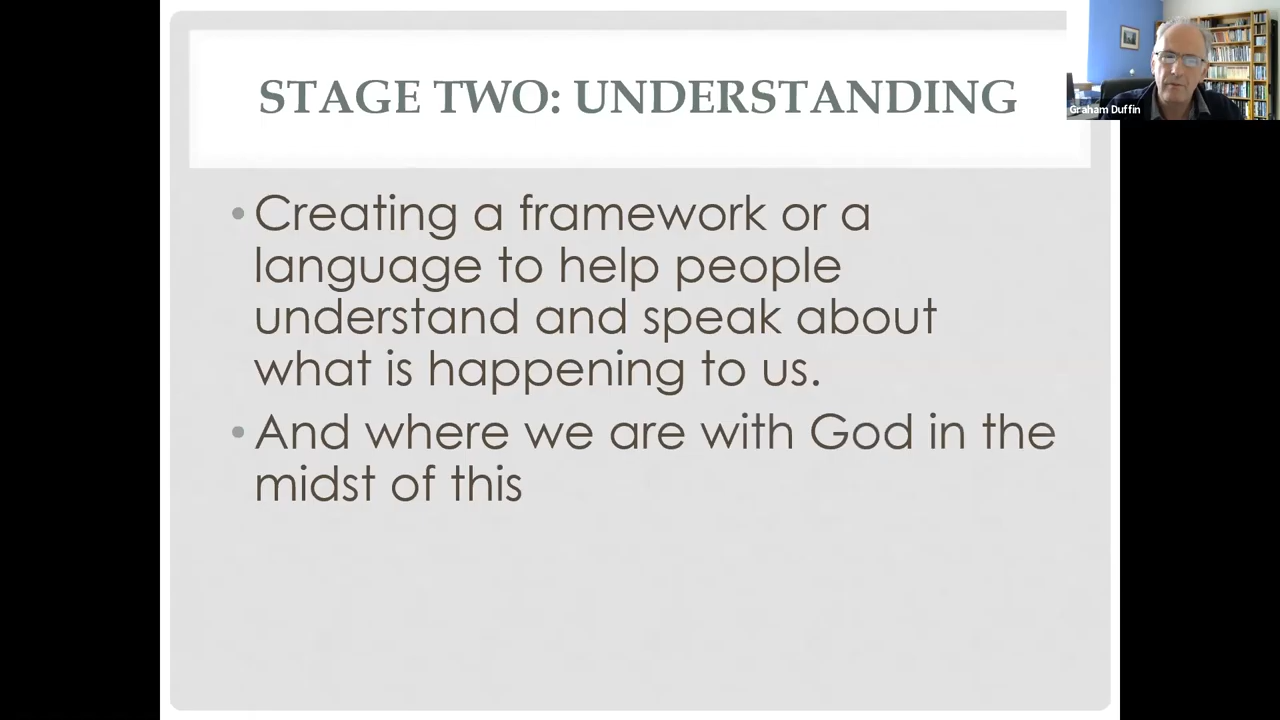 STAGE TWO: UNDERSTANDING
Graham Duffin
• Creating a framework or a
language to help people
understand and speak about
what is happening to us.
• And where we are with God in the
midst of this